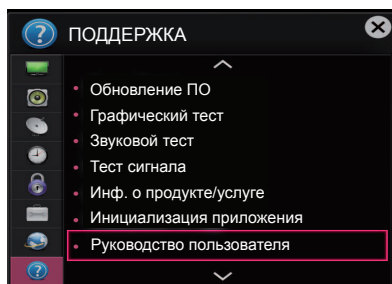 ПОДДЕРЖКА
Обновление ПО
Графический тест
Звуковой тест
Тест сигнала
Инф. о продукте/услуге
Инициализация приложения
Руководство пользователя